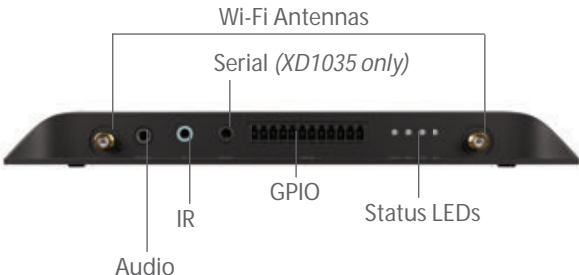 Wi-Fi Antennas
Serial (XD1035 only)
GPIO
IR
Status LEDs
Audio